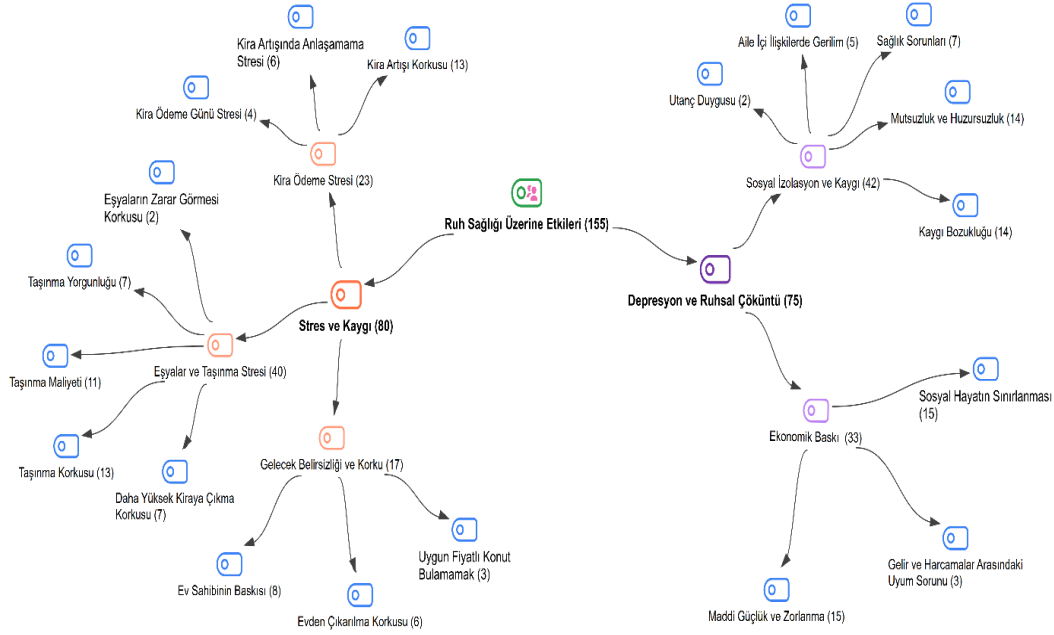 Kira Artışında Anlaşamama
Stresi (6)
Kira Artışı Korkusu (13)
Kira Ödeme Günü Stresi (4)
Kira Ödeme Stresi (23)
Eşyaların Zarar Görmesi
Korkusu (2)
Taşınma Yorgunluğu (7)
Taşınma Maliyeti (11)
Eşyalar ve Taşınma Stresi (40)
Taşınma Korkusu (13)
Daha Yüksek Kiraya Çıkma
Korkusu (7)
Stres ve Kaygı (80)
Gelecek Belirsizliği ve Korku (17)
Ev Sahibinin Baskısı (8)
Evden Çıkarılma Korkusu (6)
Uygun Fiyatlı Konut
Bulamamak (3)
Ruh Sağlığı Üzerine Etkileri (155)
Aile İçi İlişkilerde Gerilim (5)
Sağlık Sorunları (7)
Utanç Duygusu (2)
Mutsuzluk ve Huzursuzluk (14)
Sosyal İzolasyon ve Kaygı (42)
Kaygı Bozukluğu (14)
Depresyon ve Ruhsal Çöküntü (75)
Sosyal Hayatın Sınırlanması
(15)
Ekonomik Baskı (33)
Gelir ve Harcamalar Arasındaki
Uyum Sorunu (3)
Maddi Güçlük ve Zorlanma (15)